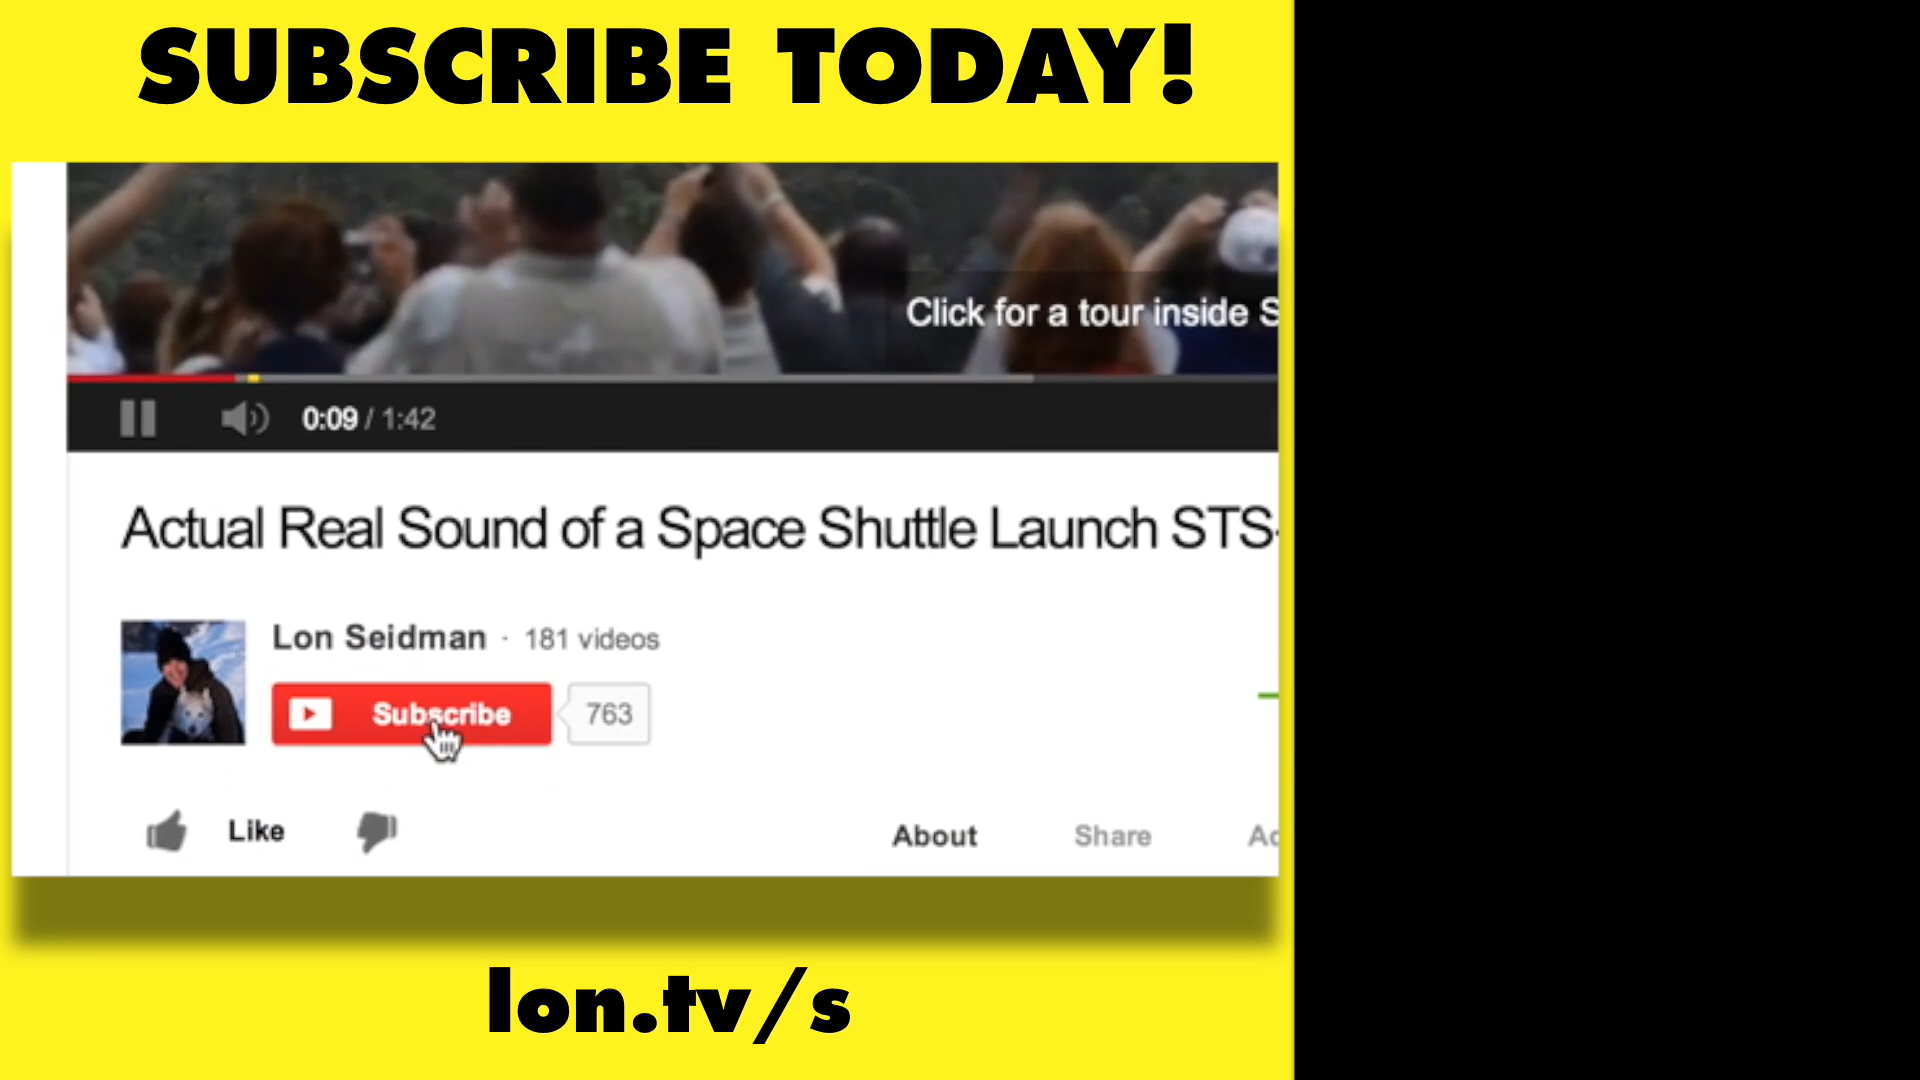 SUBSCRIBE TODAY!
Click for a tour inside S
0:09 / 1:42
Actual Real Sound of a Space Shuttle Launch STS-
Lon Seidman · 181 videos
Subscribe 763
Like About Share Ad
lon.tv/s